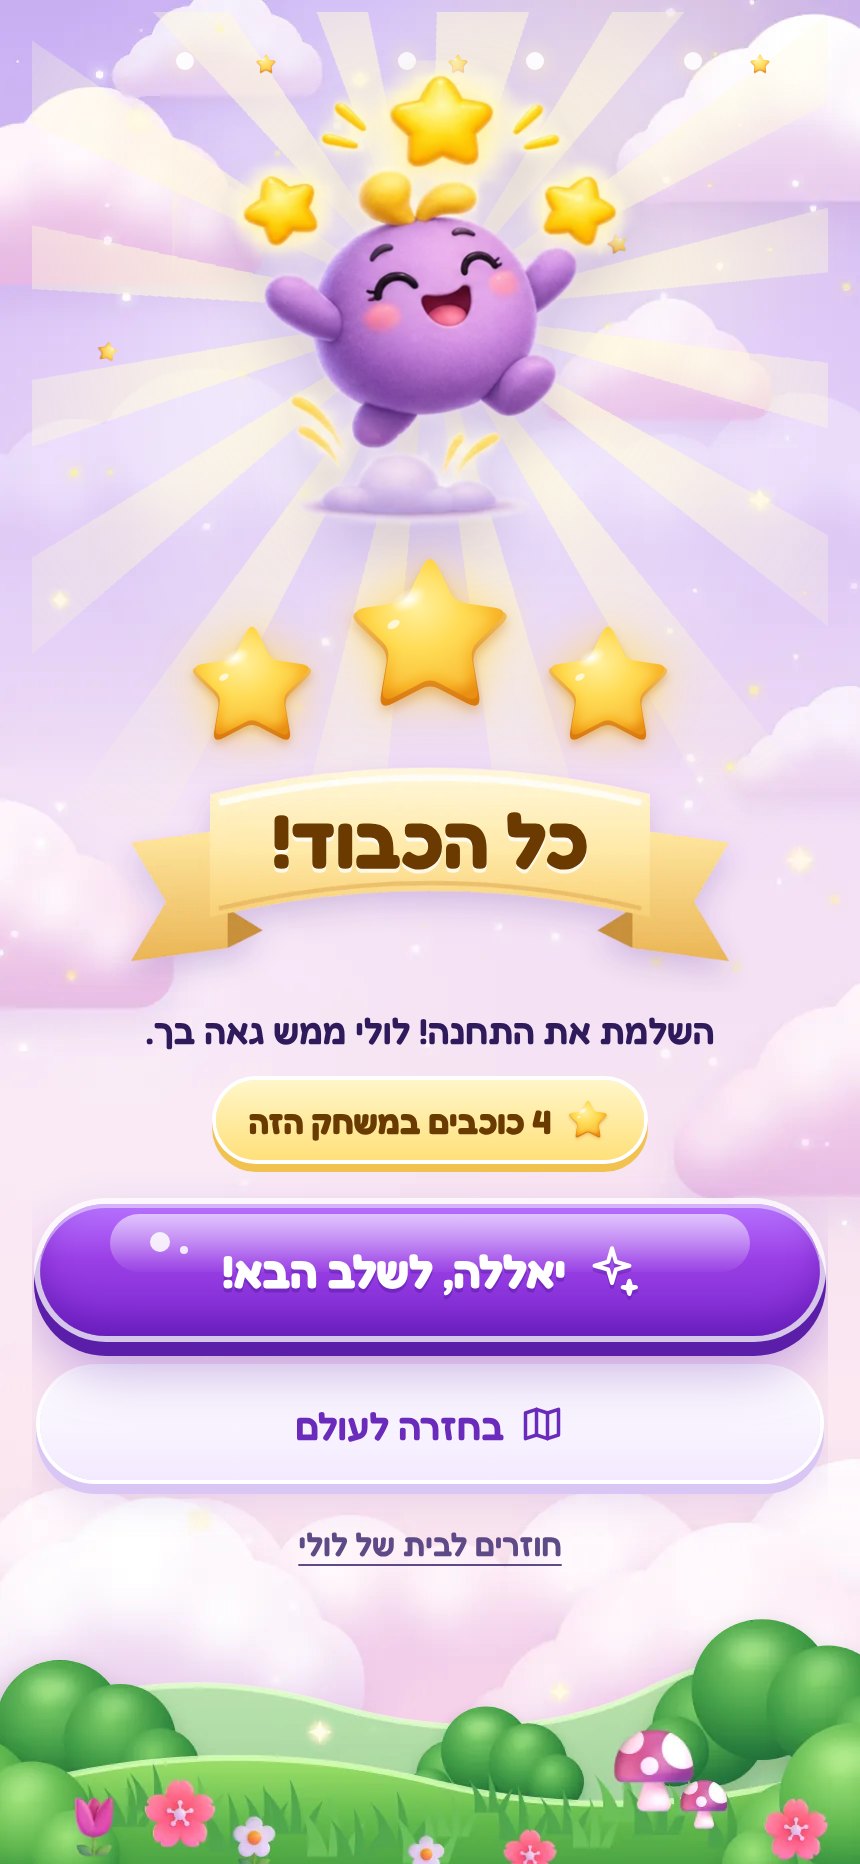 כל הכבוד!
השלמת את התחנה! לולי ממש גאה בך.
4 כוכבים במשחק הזה
יאללה, לשלב הבא!
בחזרה לעולם
חוזרים לבית של לולי